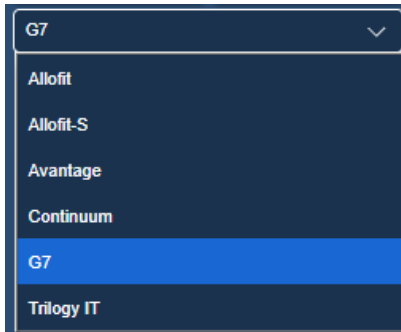 G7
Allofit
Allofit-S
Avantage
Continuum
G7
Trilogy IT